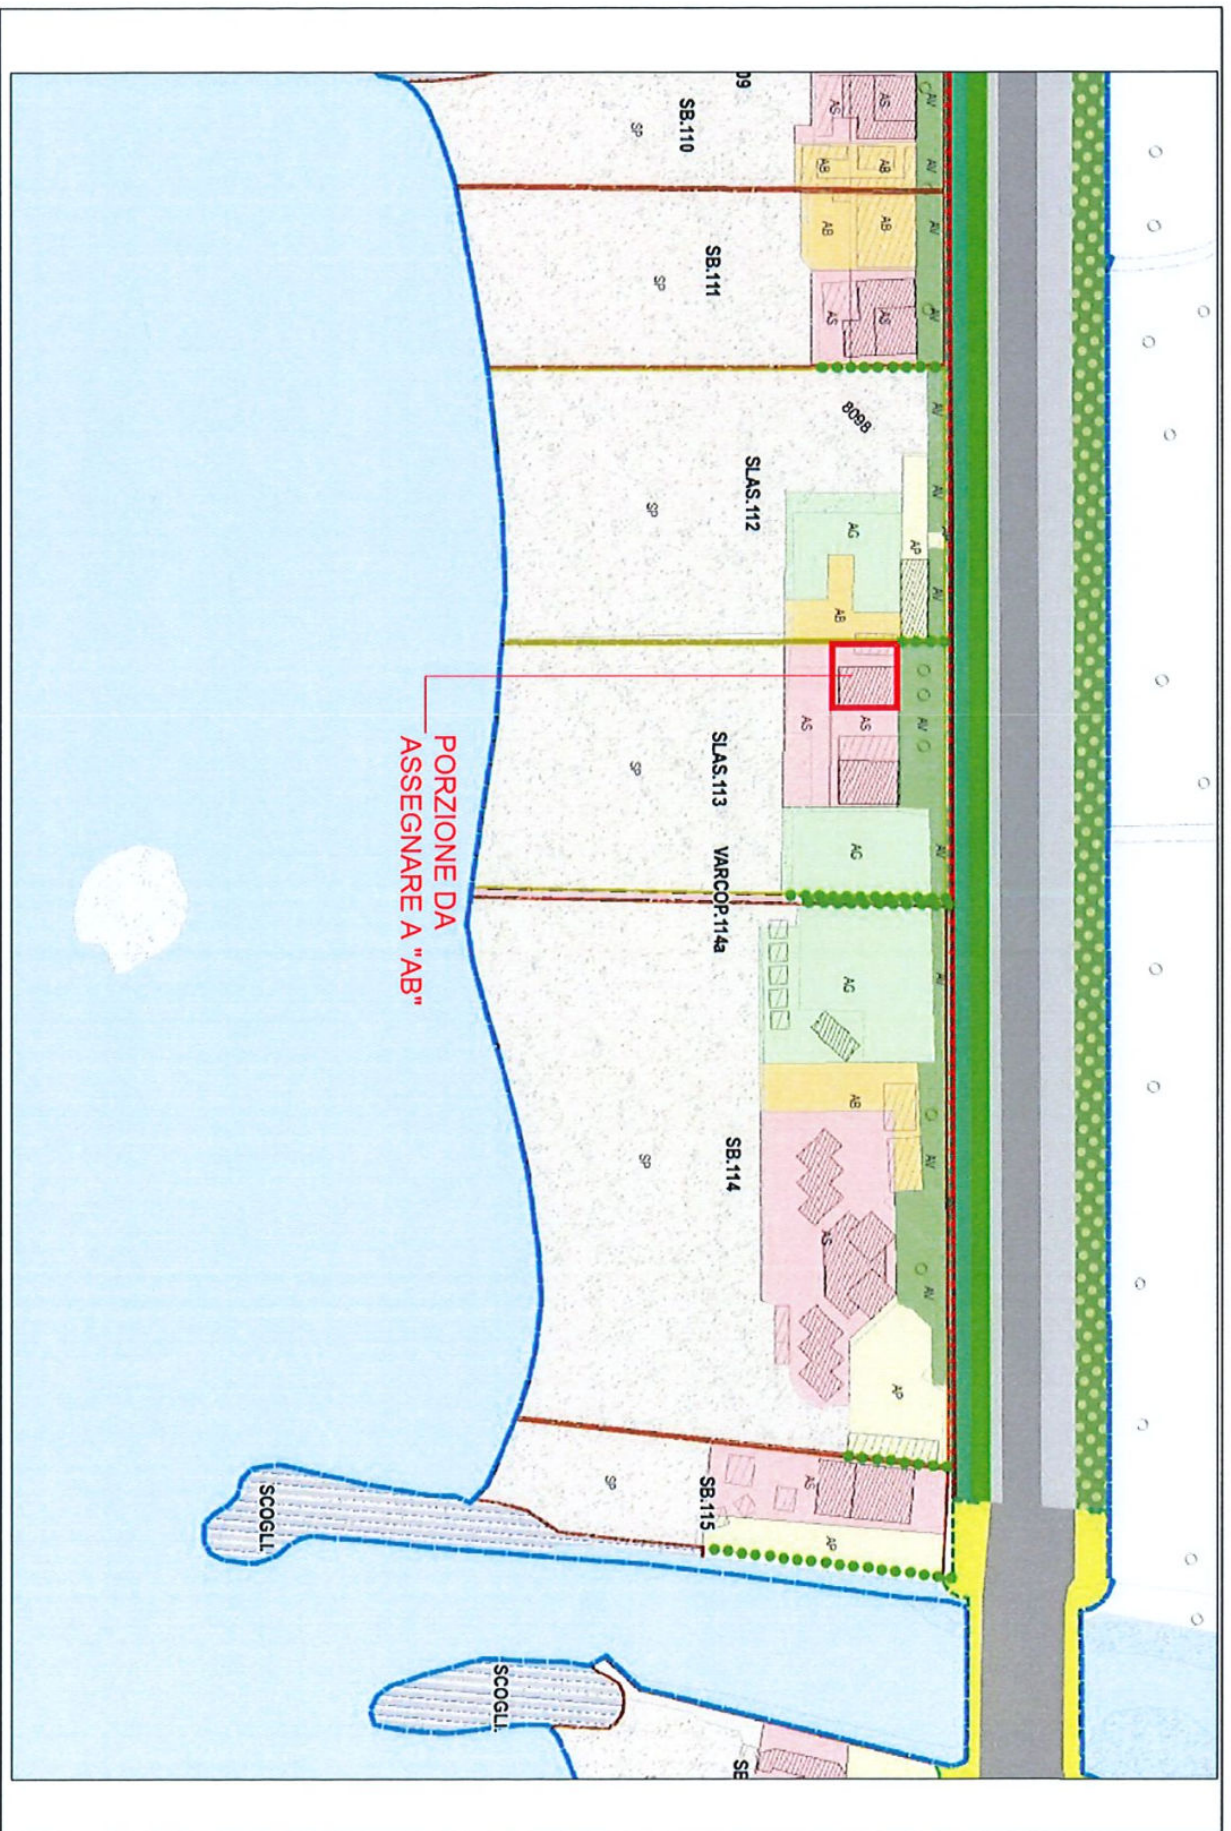 09
SB.110
SP
AS
AS
AV
AB
AB
AV
SB.111
SP
AB
AB
AV
AS
AS
AV
8098
SLAS.112
SP
AV
AV
AG
AP
AV
AB
SLAS.113
SP
AS
AS
AV
AG
AV
PORZIONE DA
ASSEGNARE A "AB"
VARCOP.114a
AG
AV
SB.114
SP
AB
AV
AS
AV
AP
SB.115
SP
AS
AP
SCOGLI.
SCOGLI.